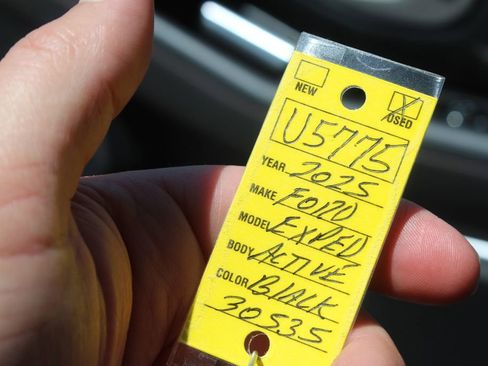 NEW USED
U5775
YEAR 2025
MAKE FORD
MODEL EXPED
BODY ACTIVE
COLOR BLACK
30535